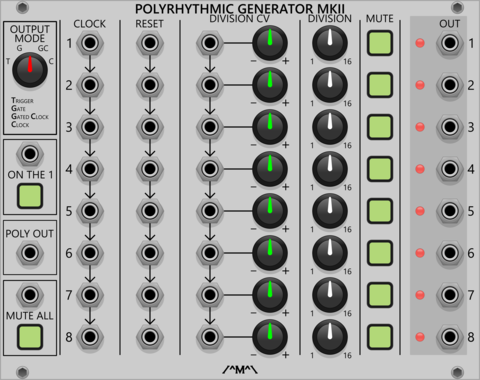 POLYRHYTHMIC GENERATOR MKII
OUTPUT
MODE
G GC
T C
TRIGGER
GATE
GATED CLOCK
CLOCK
ON THE 1
POLY OUT
MUTE ALL
CLOCK RESET DIVISION CV DIVISION MUTE OUT
1 - + 1 16 1
2 - + 1 16 2
3 - + 1 16 3
4 - + 1 16 4
5 - + 1 16 5
6 - + 1 16 6
7 - + 1 16 7
8 - + 1 16 8